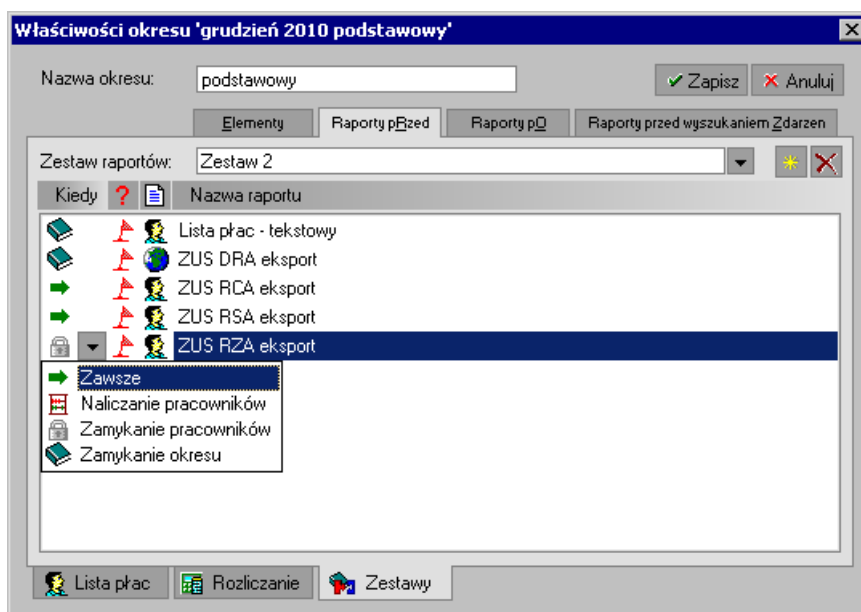 Właściwości okresu 'grudzień 2010 podstawowy'
Nazwa okresu: podstawowy Zapisz Anuluj
Elementy Raporty pRzed Raporty pO Raporty przed wyszukaniem Zdarzen
Zestaw raportów: Zestaw 2
Kiedy ? Nazwa raportu
Lista płac - tekstowy
ZUS DRA eksport
ZUS RCA eksport
ZUS RSA eksport
ZUS RZA eksport
Zawsze
Naliczanie pracowników
Zamykanie pracowników
Zamykanie okresu
Lista płac Rozliczanie Zestawy